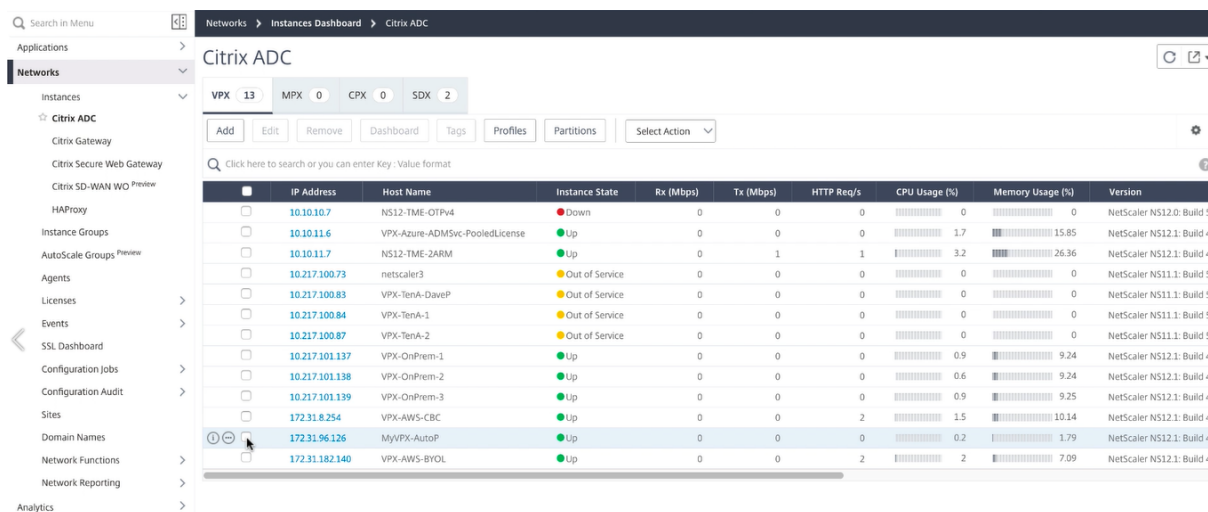 Search in Menu
Networks > Instances Dashboard > Citrix ADC
Applications
Networks
Instances
Citrix ADC
Citrix Gateway
Citrix Secure Web Gateway
Citrix SD-WAN WO Preview
HAProxy
Instance Groups
AutoScale Groups Preview
Agents
Licenses
Events
SSL Dashboard
Configuration Jobs
Configuration Audit
Sites
Domain Names
Network Functions
Network Reporting
Analytics
Citrix ADC
VPX 13 MPX 0 CPX 0 SDX 2
Add Edit Remove Dashboard Tags Profiles Partitions Select Action
Click here to search or you can enter Key : Value format
IP Address Host Name Instance State Rx (Mbps) Tx (Mbps) HTTP Req/s CPU Usage (%) Memory Usage (%) Version
10.10.10.7 NS12-TME-OTPv4 Down 0 0 0 0 0 NetScaler NS12.0: Build
10.10.11.6 VPX-Azure-ADMSvc-PooledLicense Up 0 0 0 1.7 15.85 NetScaler NS12.1: Build
10.10.11.7 NS12-TME-2ARM Up 0 1 1 3.2 26.36 NetScaler NS12.1: Build
10.217.100.73 netscaler3 Out of Service 0 0 0 0 0 NetScaler NS11.1: Build
10.217.100.83 VPX-TenA-DaveP Out of Service 0 0 0 0 0 NetScaler NS11.1: Build
10.217.100.84 VPX-TenA-1 Out of Service 0 0 0 0 0 NetScaler NS11.1: Build
10.217.100.87 VPX-TenA-2 Out of Service 0 0 0 0 0 NetScaler NS11.1: Build
10.217.101.137 VPX-OnPrem-1 Up 0 0 0 0.9 9.24 NetScaler NS12.1: Build
10.217.101.138 VPX-OnPrem-2 Up 0 0 0 0.6 9.24 NetScaler NS12.1: Build
10.217.101.139 VPX-OnPrem-3 Up 0 0 0 0.9 9.25 NetScaler NS12.1: Build
172.31.8.254 VPX-AWS-CBC Up 0 0 2 1.5 10.14 NetScaler NS12.1: Build
172.31.96.126 MyVPX-AutoP Up 0 0 0 0.2 1.79 NetScaler NS12.1: Build
172.31.182.140 VPX-AWS-BYOL Up 0 0 2 2 7.09 NetScaler NS12.1: Build